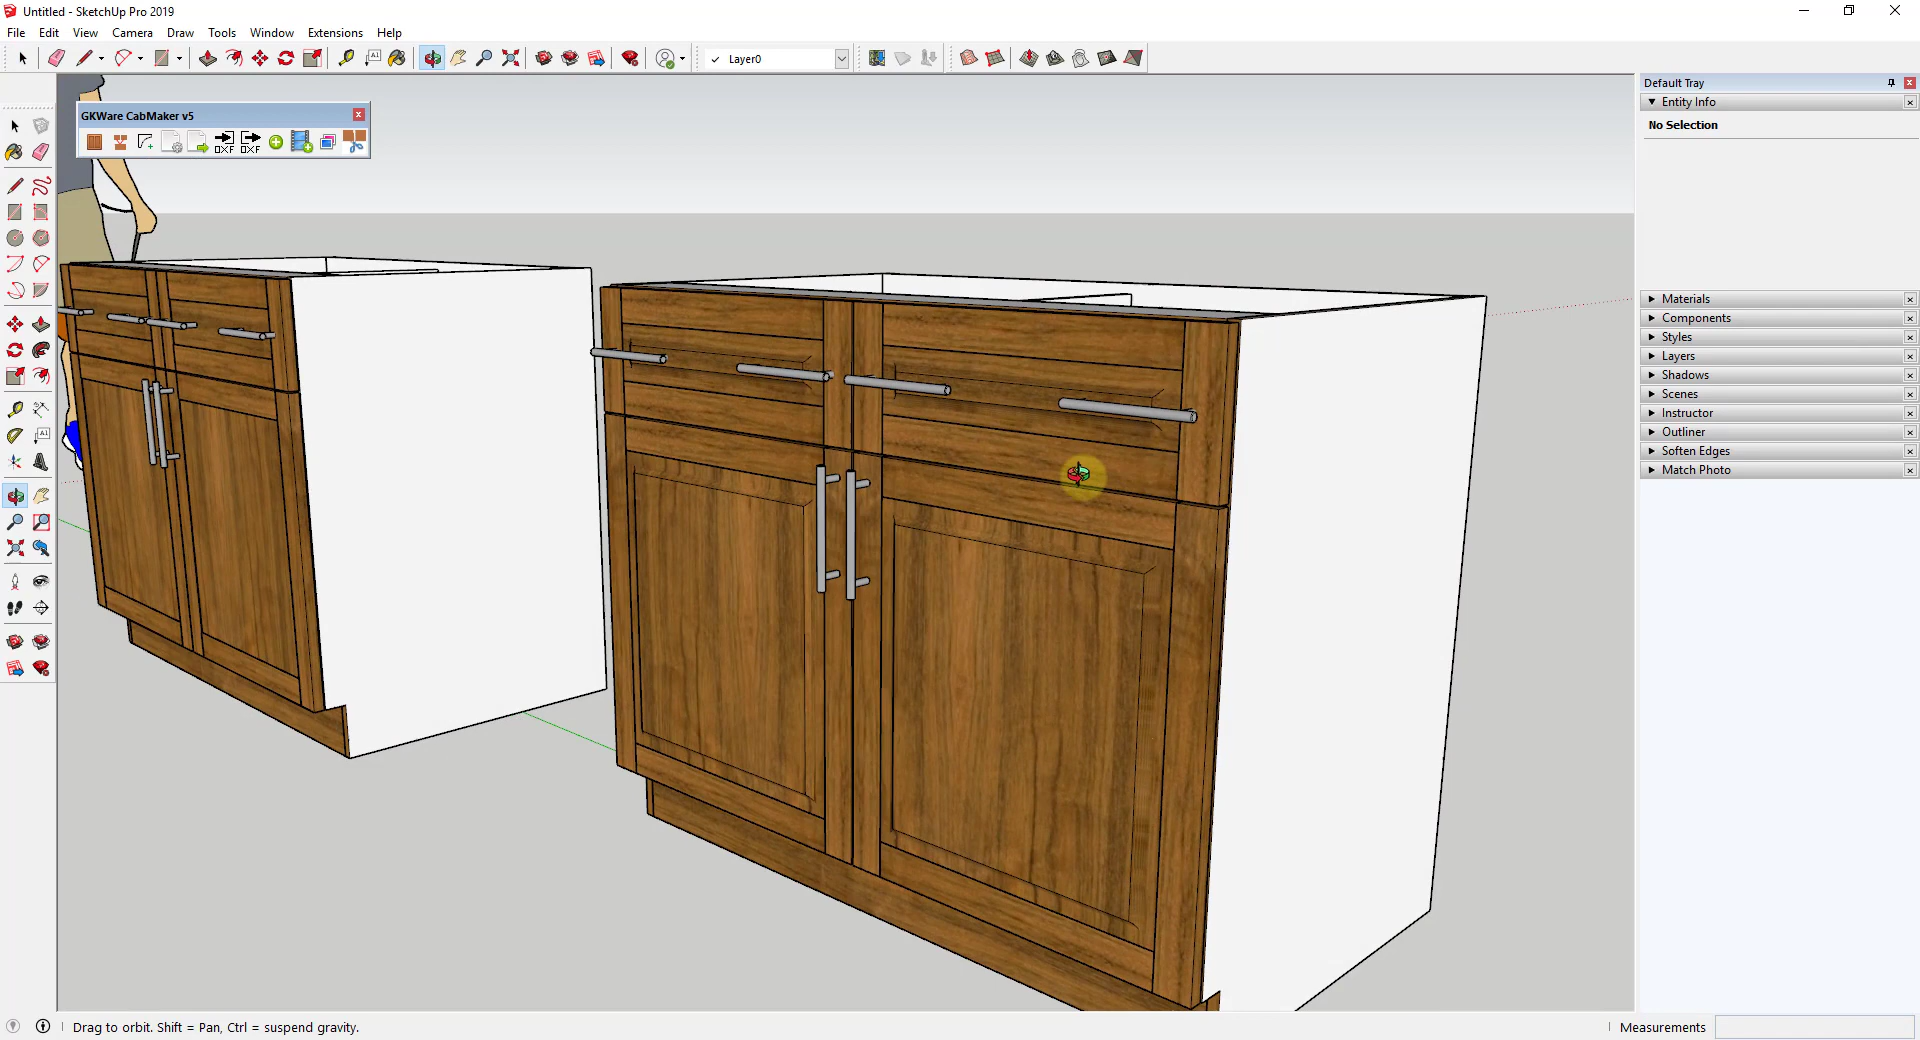 Untitled - SketchUp Pro 2019
File Edit View Camera Draw Tools Window Extensions Help
A1 Layer0
Default Tray
Entity Info
No Selection
GKWare CabMaker v5
DXF DXF
Materials
Components
Styles
Layers
Shadows
Scenes
Instructor
Outliner
Soften Edges
Match Photo
A1
Drag to orbit. Shift = Pan, Ctrl = suspend gravity.
Measurements